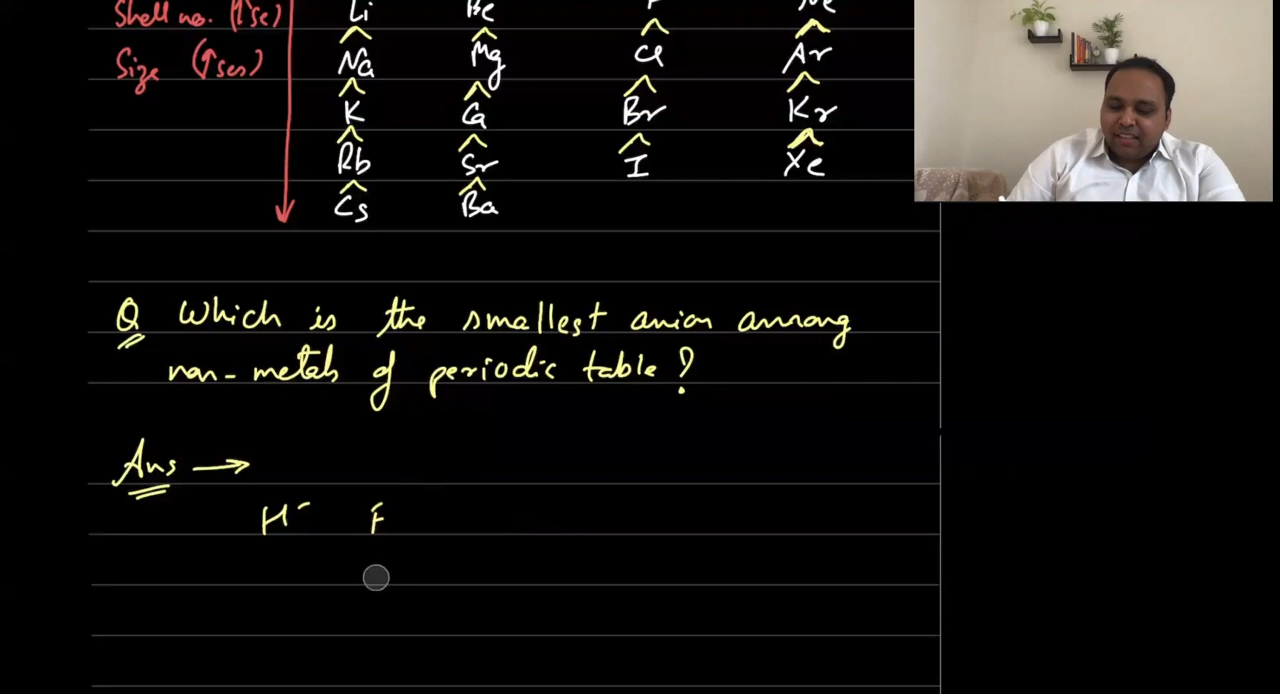 Shell no. (↑ses)
Li Be F Ne
Size (↑ses)
Na Mg Cl Ar
K Ca Br Kr
Rb Sr I Xe
Cs Ba
Q Which is the smallest anion among
non-metals of periodic table?
Ans →
H⁻ F